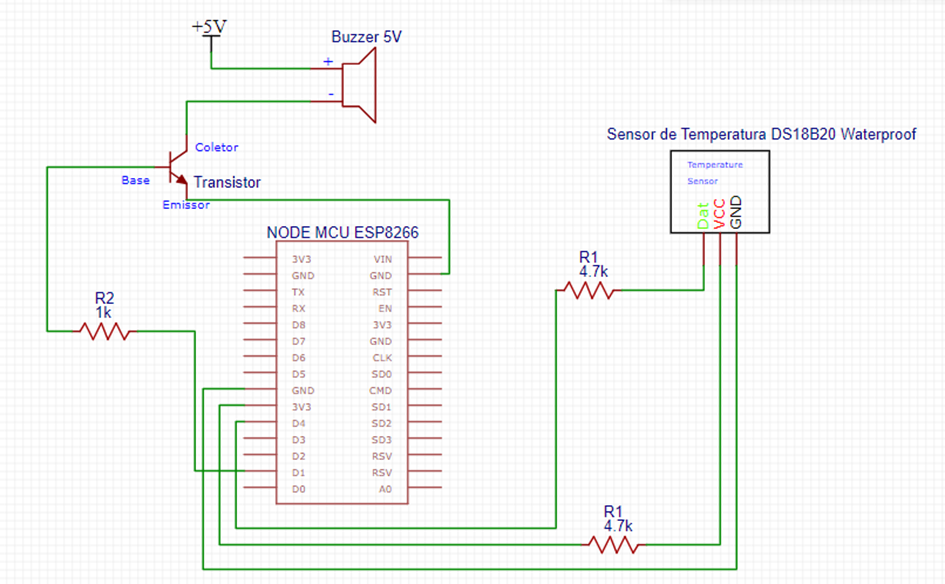 +5V
Buzzer 5V
+
-
Coletor
Base
Transistor
Emissor
Sensor de Temperatura DS18B20 Waterproof
Temperature
Sensor
Dat
VCC
GND
NODE MCU ESP8266
3V3 VIN
GND GND
TX RST
RX EN
D8 3V3
D7 GND
D6 CLK
D5 SD0
GND CMD
3V3 SD1
D4 SD2
D3 SD3
D2 RSV
D1 RSV
D0 A0
R1
4.7k
R2
1k
R1
4.7k